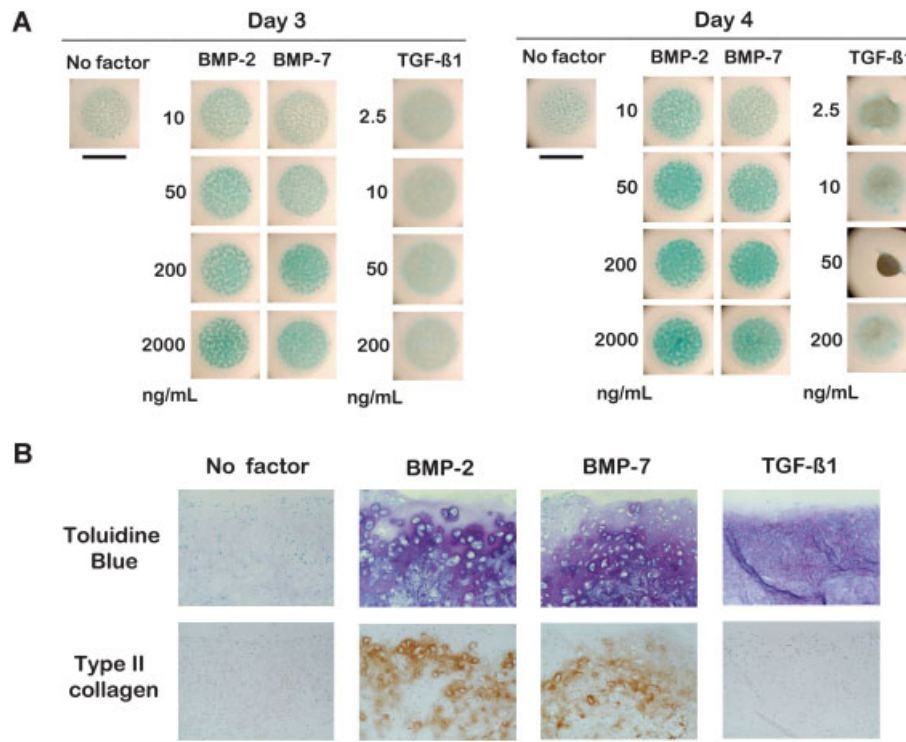 A
Day 3
Day 4
No factor BMP-2 BMP-7 TGF-ß1
No factor BMP-2 BMP-7 TGF-ß1
10 2.5 10 2.5
50 10 50 10
200 50 200 50
2000 200 2000 200
ng/mL ng/mL ng/mL ng/mL
B
No factor BMP-2 BMP-7 TGF-ß1
Toluidine
Blue
Type II
collagen